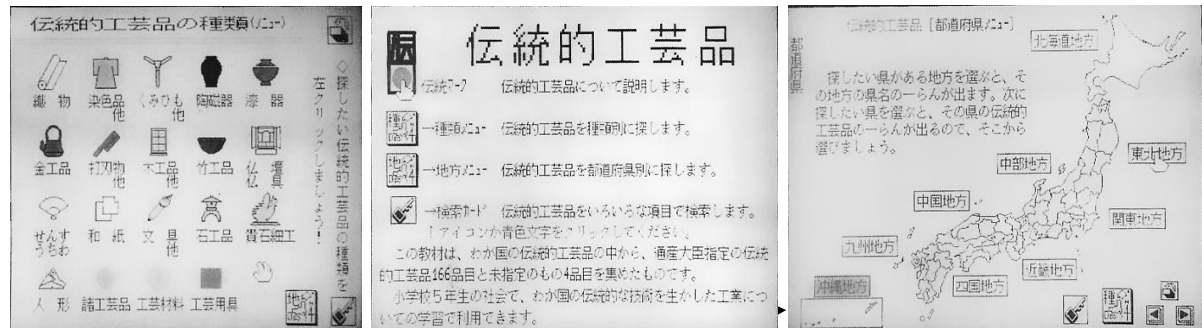 伝統的工芸品の種類(メニュー)
◇探したい伝統的工芸品の種類を
左クリックしましょう!
織物
染色品
他
くみひも
他
陶磁器
漆器
金工品
打刃物
他
木工品
他
竹工品
仏壇
仏具
せんす
うちわ
和紙
文具
他
石工品
貴石細工
人形
諸工芸品
工芸材料
工芸用具
伝統的工芸品
伝統マーク 伝統的工芸品について説明します。
→種類メニュー 伝統的工芸品を種類別に探します。
→地方メニュー 伝統的工芸品を都道府県別に探します。
→検索カード 伝統的工芸品をいろいろな項目で検索します。
↑アイコンか青色文字をクリックしてください。
この教材は、わが国の伝統的工芸品の中から、通産大臣指定の伝統
的工芸品166品目と未指定のもの4品目を集めたものです。
小学校5年生の社会で、わが国の伝統的な技術を生かした工業につ
いての学習で利用できます。
伝統的工芸品[都道府県メニュー]
都道府県
探したい県がある地方を選ぶと、そ
の地方の県名の一らんが出ます。次に
探したい県を選ぶと、その県の伝統的
工芸品の一らんが出るので、そこから
選びましょう。
北海道地方
東北地方
中部地方
中国地方
関東地方
九州地方
近畿地方
四国地方
沖縄地方